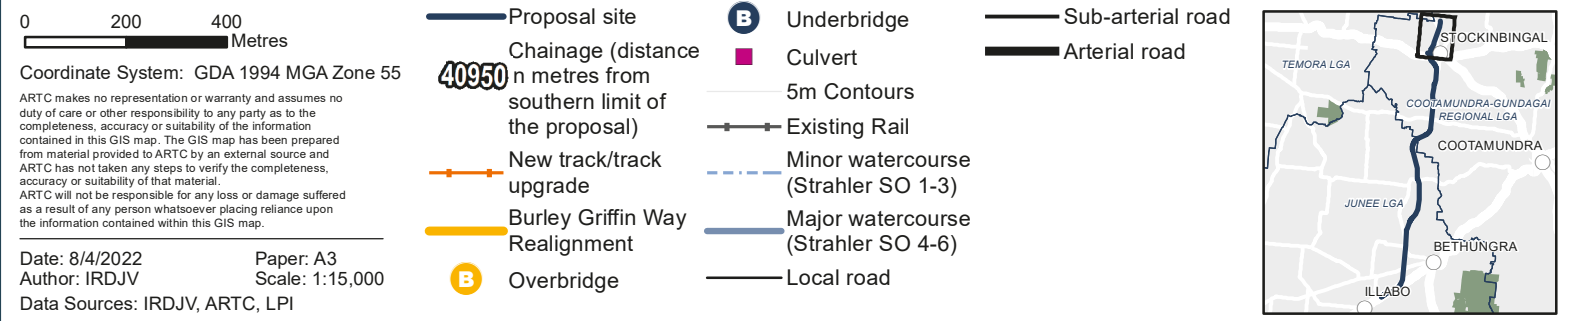 0 200 400
Metres
Coordinate System: GDA 1994 MGA Zone 55
ARTC makes no representation or warranty and assumes no
duty of care or other responsibility to any party as to the
completeness, accuracy or suitability of the information
contained in this GIS map. The GIS map has been prepared
from material provided to ARTC by an external source and
ARTC has not taken any steps to verify the completeness,
accuracy or suitability of that material.
ARTC will not be responsible for any loss or damage suffered
as a result of any person whatsoever placing reliance upon
the information contained within this GIS map.
Date: 8/4/2022 Paper: A3
Author: IRDJV Scale: 1:15,000
Data Sources: IRDJV, ARTC, LPI
Proposal site
40950
Chainage (distance
n metres from
southern limit of
the proposal)
New track/track
upgrade
Burley Griffin Way
Realignment
B Overbridge
B Underbridge
Culvert
5m Contours
Existing Rail
Minor watercourse
(Strahler SO 1-3)
Major watercourse
(Strahler SO 4-6)
Local road
Sub-arterial road
Arterial road
STOCKINBINGAL
TEMORA LGA
COOTAMUNDRA-GUNDAGAI
REGIONAL LGA
COOTAMUNDRA
JUNEE LGA
BETHUNGRA
ILLABO